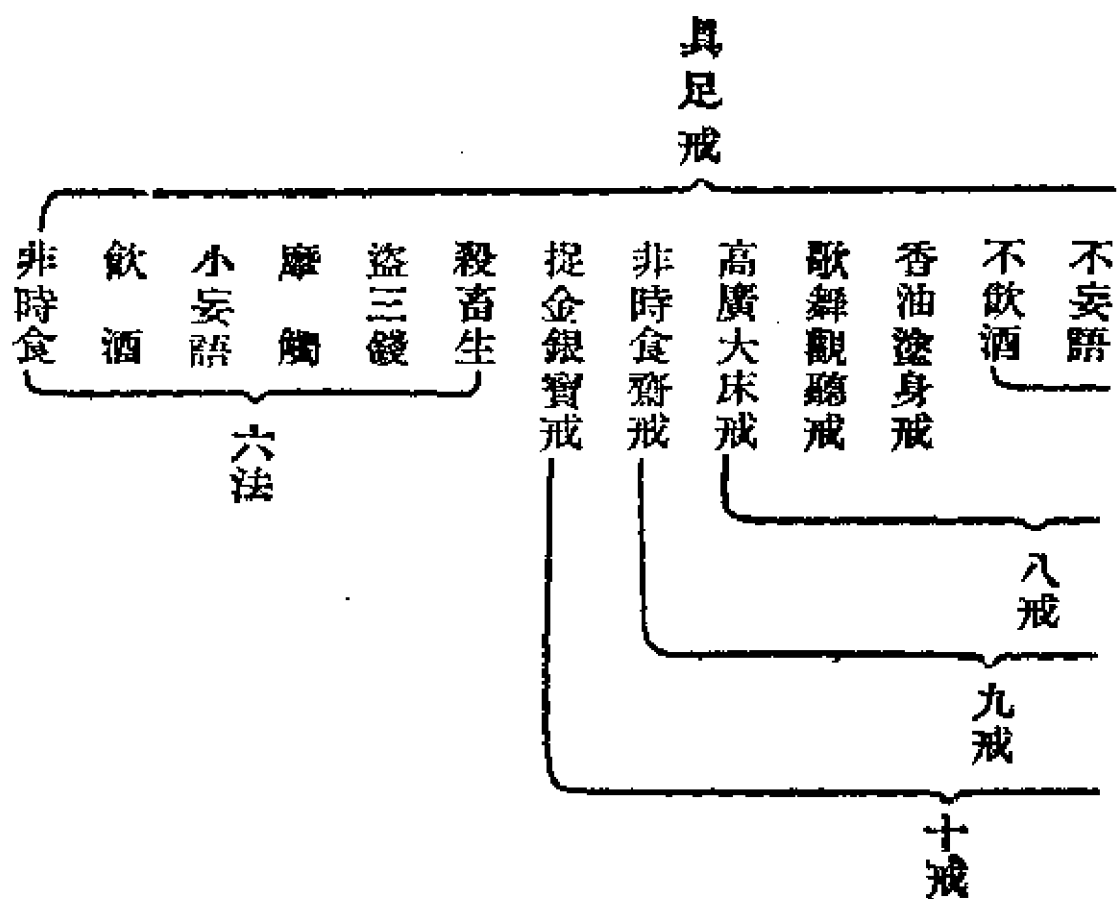 具足戒
不妄語
不飲酒
香油塗身戒
歌舞觀聽戒
高廣大床戒
非時食齋戒
捉金銀寶戒
殺畜生
盜三錢
摩觸
小妄語
飲酒
非時食
六法
八戒
九戒
十戒